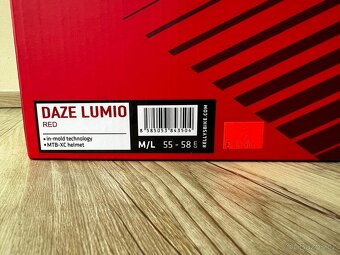 DAZE LUMIO
RED
• in-mold technology
• MTB-XC helmet
8 585053 843504
M/L 55 - 58
KELLYSBIKE.COM